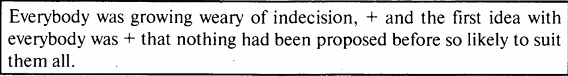 Everybody was growing weary of indecision, + and the first idea with
everybody was + that nothing had been proposed before so likely to suit
them all.